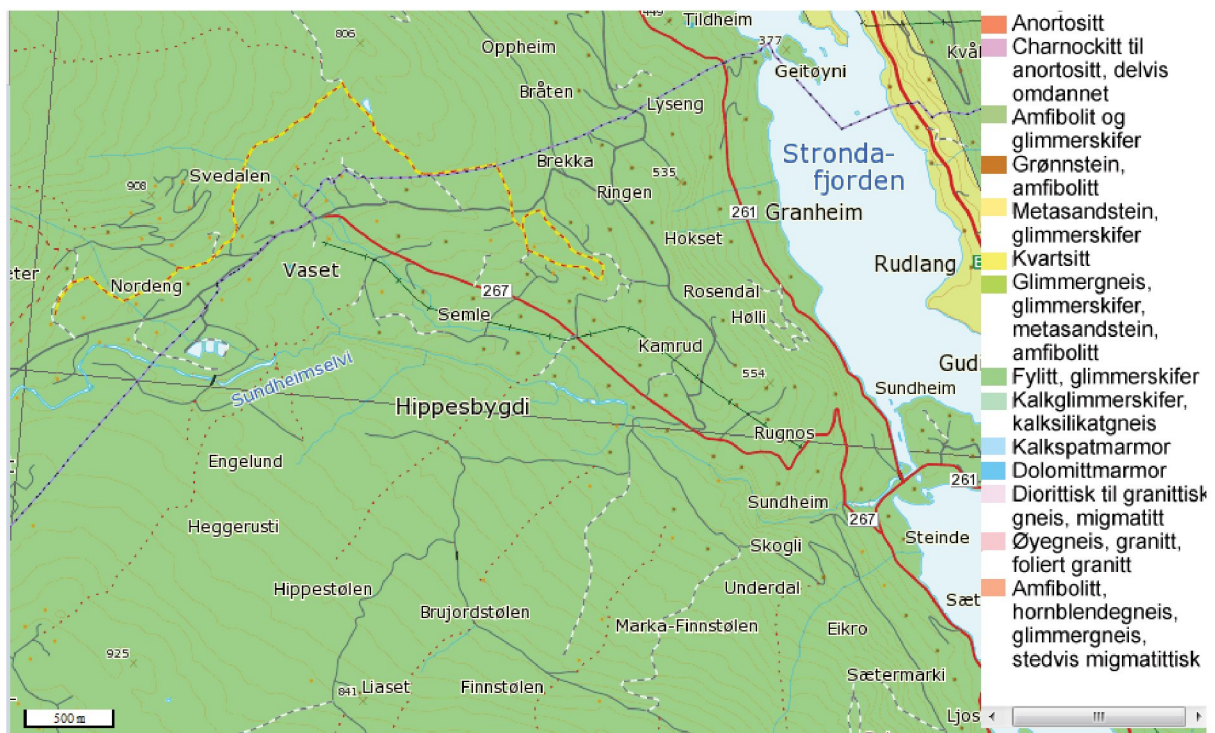 449
Tildheim
806
Oppheim
377
Kvål
Geitøyni
Bråten
Lyseng
Stronda-
fjorden
Brekka
535
Svedalen
908
Ringen
261
Granheim
Hokset
Rudlang
E
eter
Vaset
Nordeng
267
Rosendal
Semle
Hølli
Kamrud
Gudi
554
Sundheimselvi
Sundheim
Hippesbygdi
Rugnos
Engelund
261
Sundheim
267
Heggerusti
Steinde
Skogli
Hippestølen
Underdal
Sæt
Brujordstølen
Marka-Finnstølen
Eikro
925
Sætermarki
841
Liaset
Finnstølen
Ljos
500 m
Anortositt
Charnockitt til
anortositt, delvis
omdannet
Amfibolit og
glimmerskifer
Grønnstein,
amfibolitt
Metasandstein,
glimmerskifer
Kvartsitt
Glimmergneis,
glimmerskifer,
metasandstein,
amfibolitt
Fylitt, glimmerskifer
Kalkglimmerskifer,
kalksilikatgneis
Kalkspatmarmor
Dolomittmarmor
Diorittisk til granittisk
gneis, migmatitt
Øyegneis, granitt,
foliert granitt
Amfibolitt,
hornblendegneis,
glimmergneis,
stedvis migmatittisk